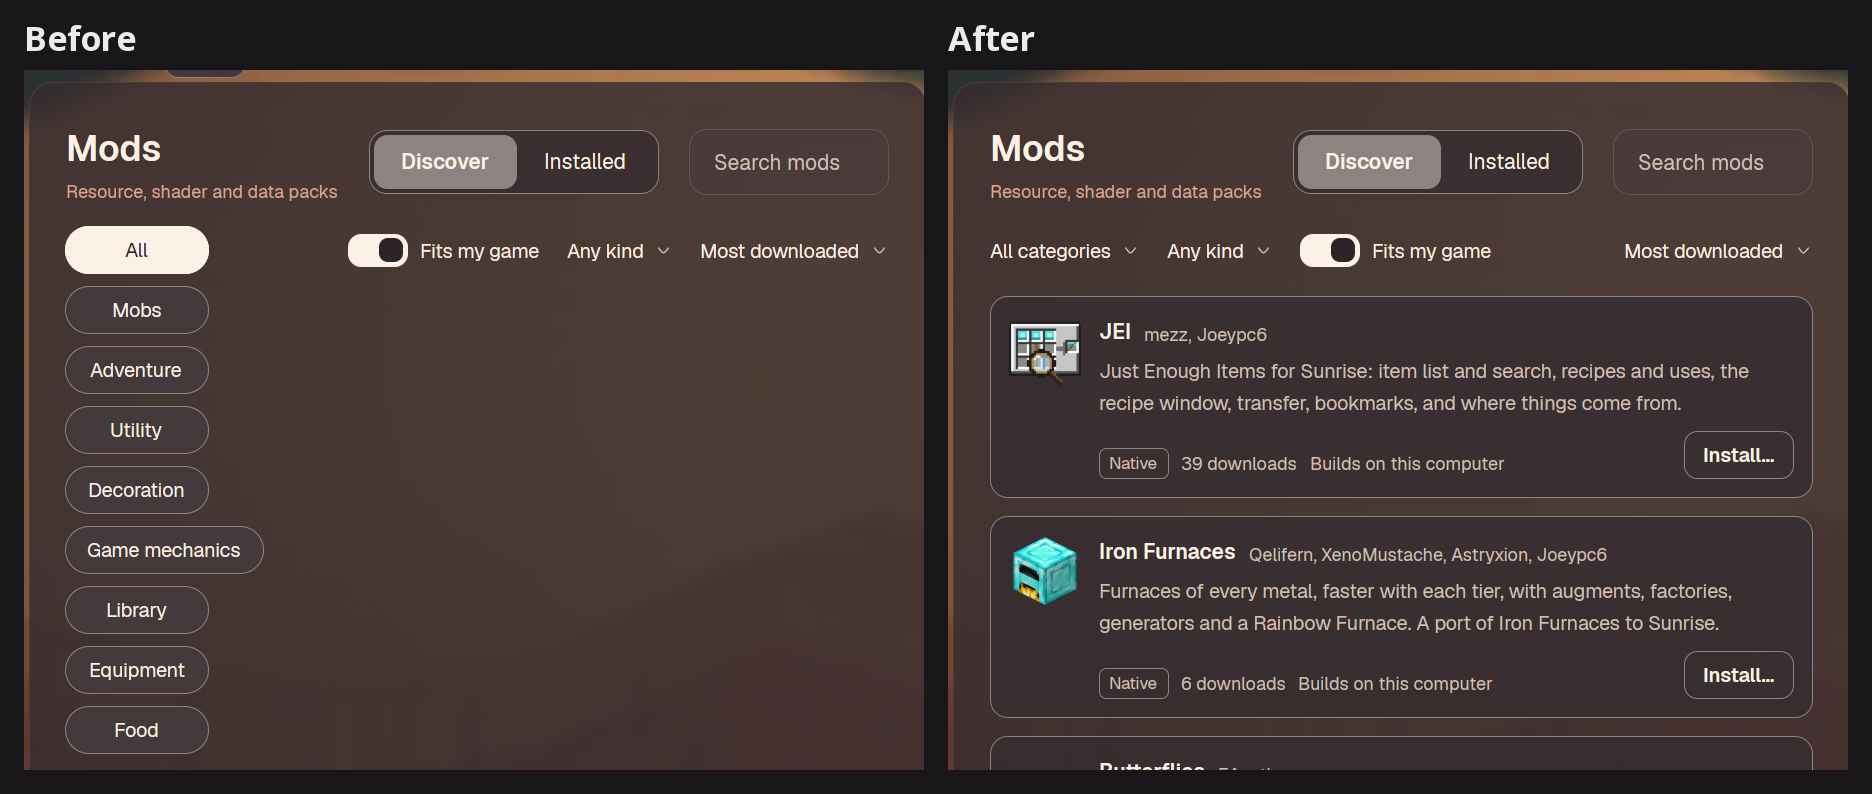 Before
Mods
Resource, shader and data packs
Discover
Installed
Search mods
All
Fits my game
Any kind
Most downloaded
Mobs
Adventure
Utility
Decoration
Game mechanics
Library
Equipment
Food
After
Mods
Resource, shader and data packs
Discover
Installed
Search mods
All categories
Any kind
Fits my game
Most downloaded
JEI mezz, Joeypc6
Just Enough Items for Sunrise: item list and search, recipes and uses, the
recipe window, transfer, bookmarks, and where things come from.
Native 39 downloads Builds on this computer
Install...
Iron Furnaces Qelifern, XenoMustache, Astryxion, Joeypc6
Furnaces of every metal, faster with each tier, with augments, factories,
generators and a Rainbow Furnace. A port of Iron Furnaces to Sunrise.
Native 6 downloads Builds on this computer
Install...
Butterflies